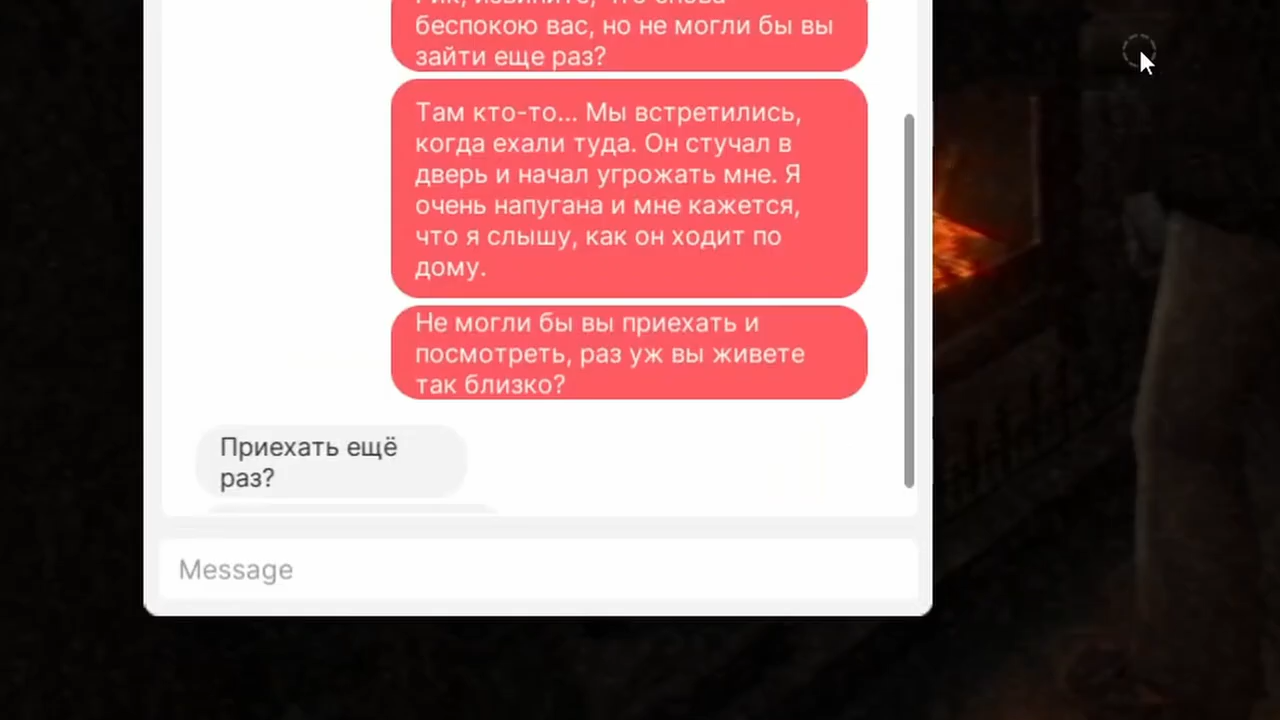 беспокою вас, но не могли бы вы
зайти еще раз?
Там кто-то... Мы встретились,
когда ехали туда. Он стучал в
дверь и начал угрожать мне. Я
очень напугана и мне кажется,
что я слышу, как он ходит по
дому.
Не могли бы вы приехать и
посмотреть, раз уж вы живете
так близко?
Приехать ещё
раз?
Message